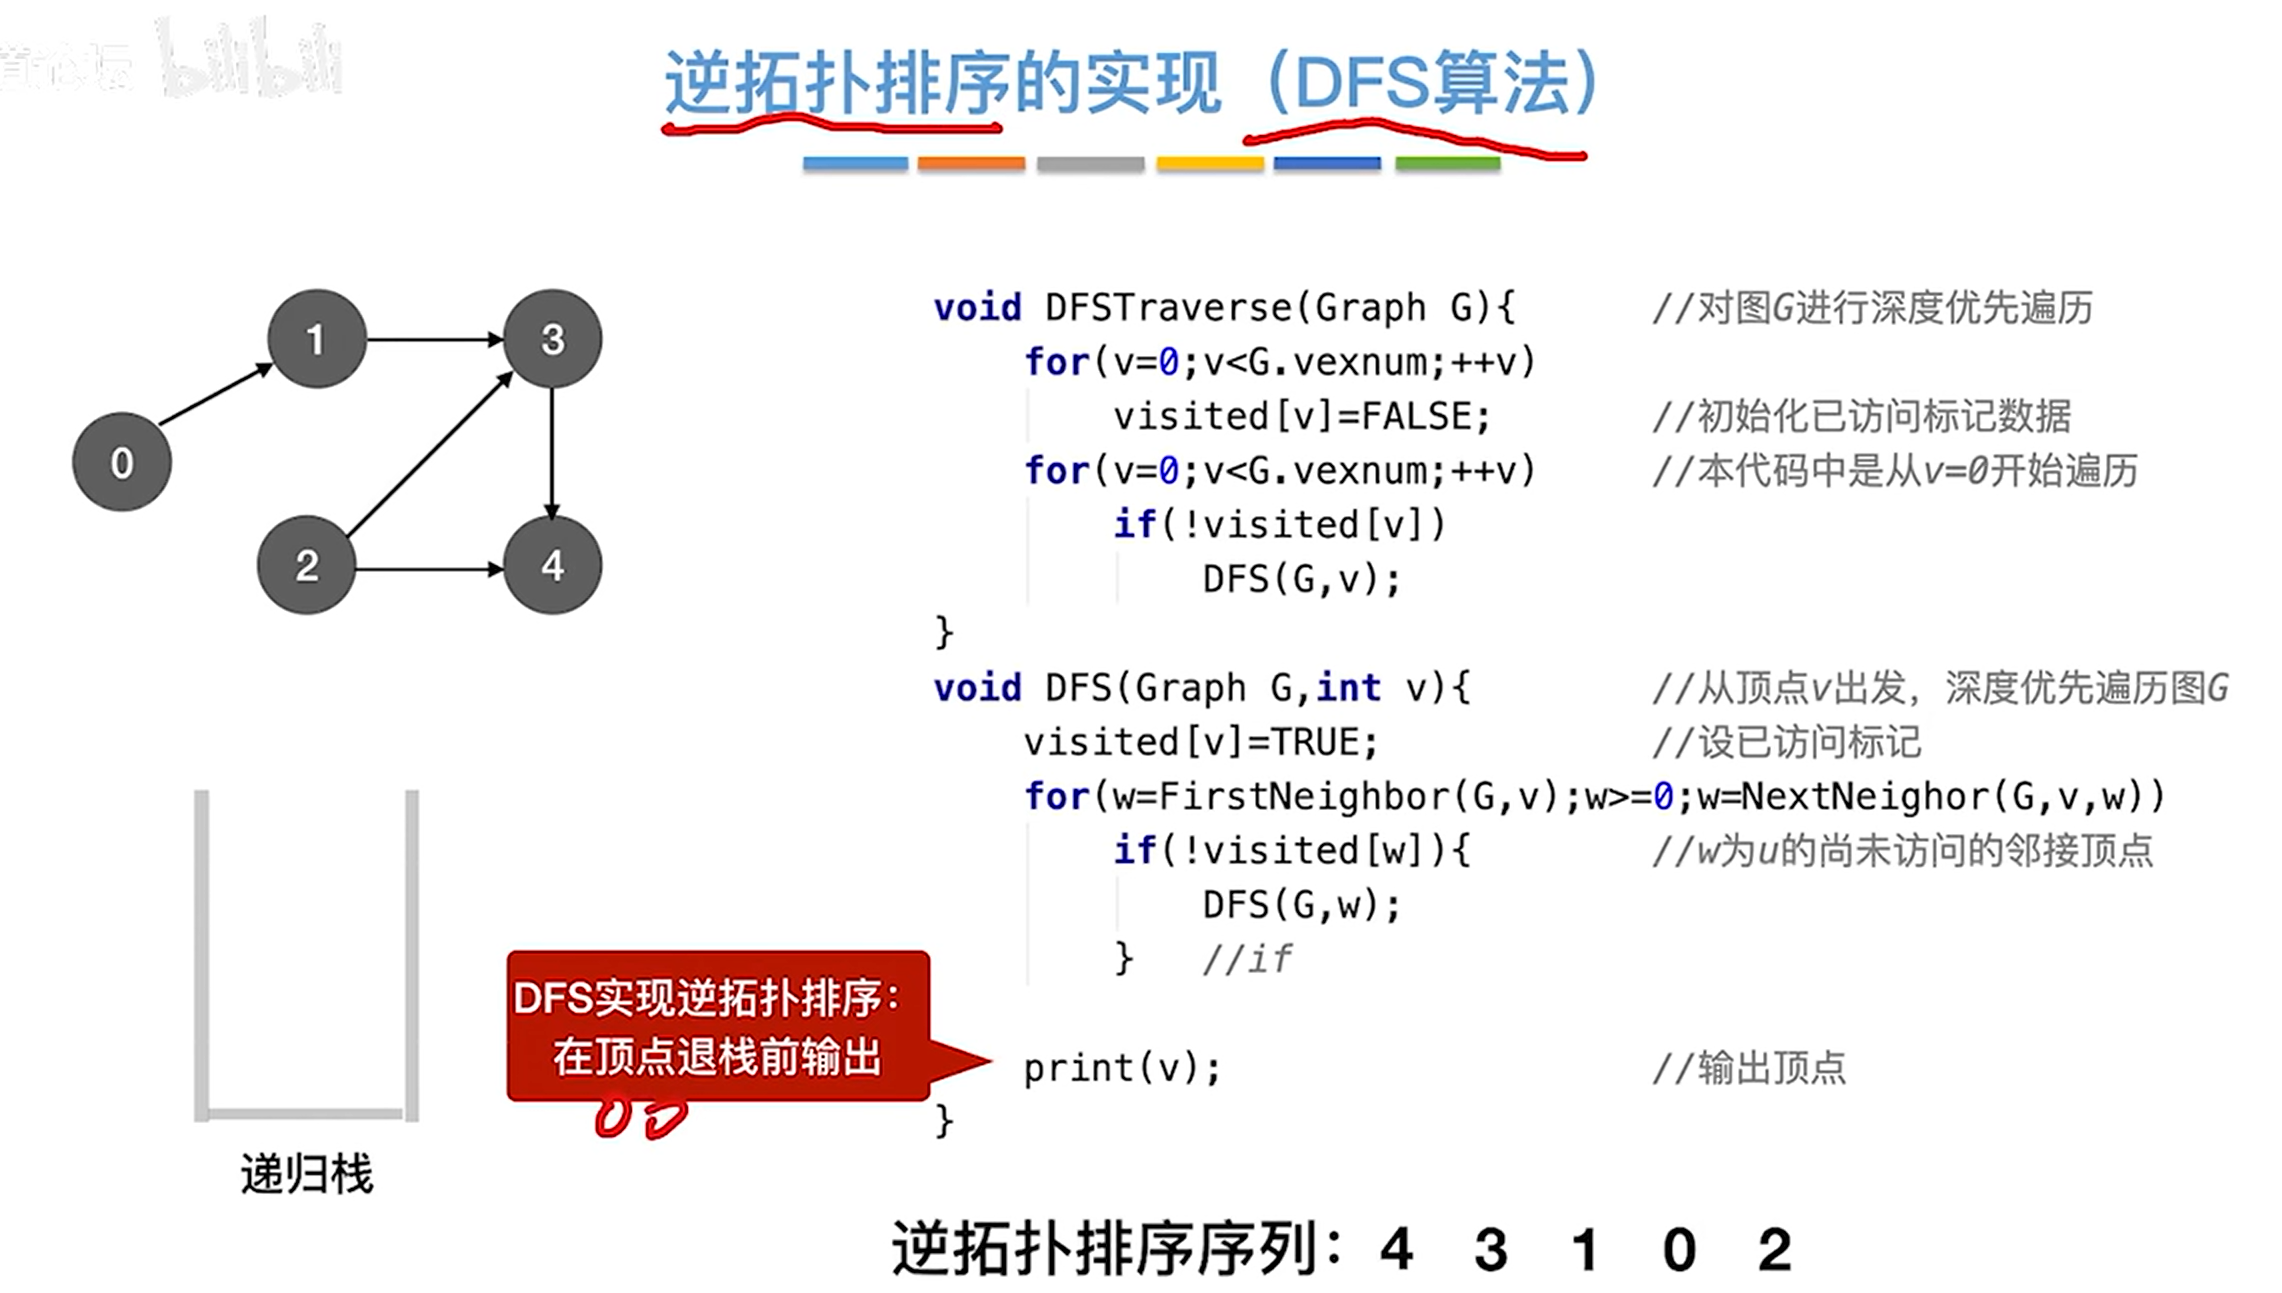 bilibili
逆拓扑排序的实现（DFS算法）
1
3
0
2
4
void DFSTraverse(Graph G){ //对图G进行深度优先遍历
for(v=0;v<G.vexnum;++v)
visited[v]=FALSE; //初始化已访问标记数据
for(v=0;v<G.vexnum;++v) //本代码中是从v=0开始遍历
if(!visited[v])
DFS(G,v);
}
void DFS(Graph G,int v){ //从顶点v出发，深度优先遍历图G
visited[v]=TRUE; //设已访问标记
for(w=FirstNeighbor(G,v);w>=0;w=NextNeighor(G,v,w))
if(!visited[w]){ //w为u的尚未访问的邻接顶点
DFS(G,w);
} //if
print(v); //输出顶点
}
DFS实现逆拓扑排序：
在顶点退栈前输出
递归栈
逆拓扑排序序列：4 3 1 0 2